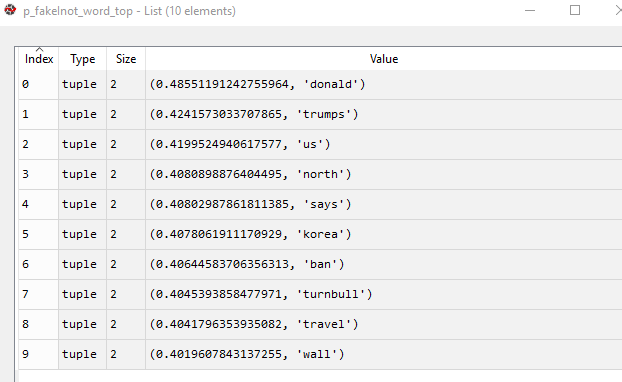 p_fakelnot_word_top - List (10 elements)
Index Type Size Value
0 tuple 2 (0.48551191242755964, 'donald')
1 tuple 2 (0.4241573033707865, 'trumps')
2 tuple 2 (0.4199524940617577, 'us')
3 tuple 2 (0.4080898876404495, 'north')
4 tuple 2 (0.40802987861811385, 'says')
5 tuple 2 (0.4078061911170929, 'korea')
6 tuple 2 (0.40644583706356313, 'ban')
7 tuple 2 (0.4045393858477971, 'turnbull')
8 tuple 2 (0.4041796353935082, 'travel')
9 tuple 2 (0.4019607843137255, 'wall')